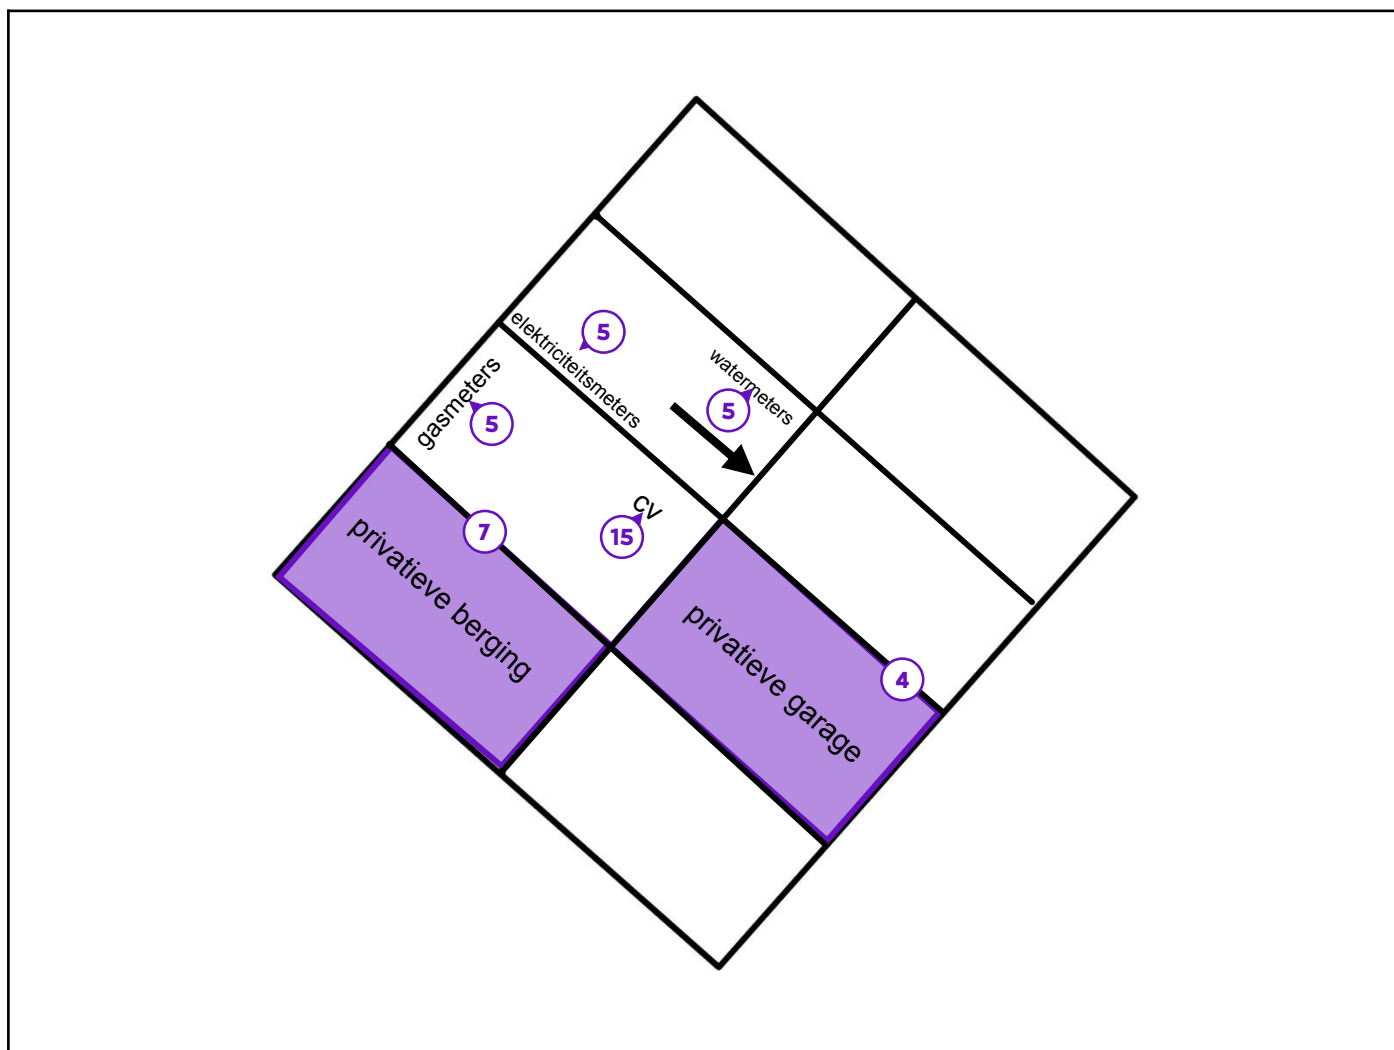 elektriciteitsmeters
5
watermeters
5
gasmeters
5
CV
15
7
privatieve berging
privatieve garage
4